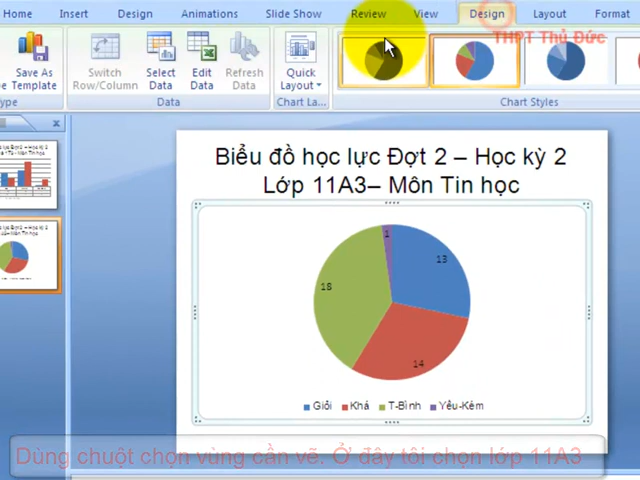 Home Insert Design Animations Slide Show Review View Design Layout Format
THPT Thủ Đức
Save As Template
Switch Row/Column
Select Data
Edit Data
Refresh Data
Quick Layout
Data
Chart La...
Chart Styles
Biểu đồ học lực Đợt 2 – Học kỳ 2
Lớp 11A3– Môn Tin học
1
13
18
14
Giỏi Khá T-Bình Yếu-Kém
Dùng chuột chọn vùng cần vẽ. Ở đây tôi chọn lớp 11A3